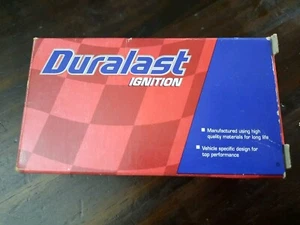 Duralast
IGNITION
Manufactured using high
quality materials for long life
Vehicle specific design for
top performance